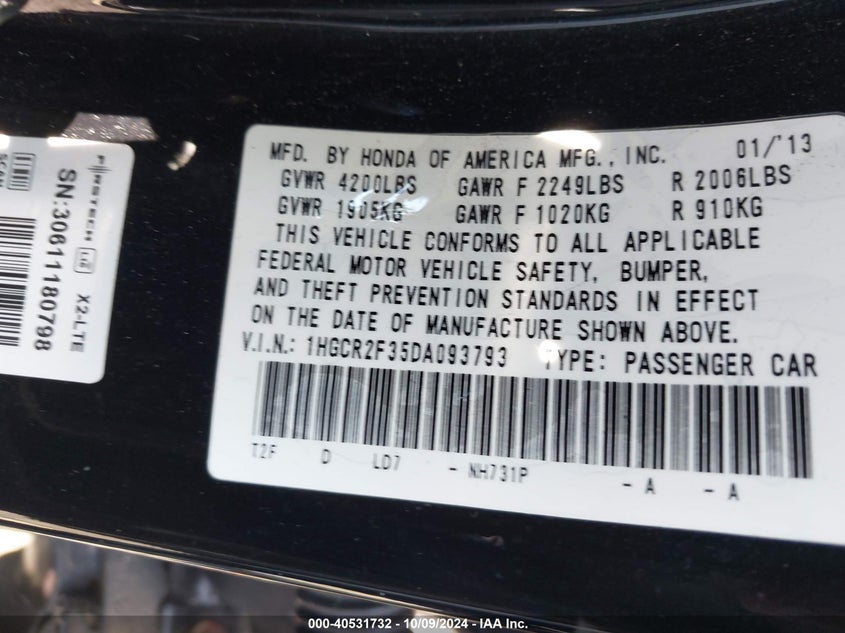 MFD. BY HONDA OF AMERICA MFG., INC. 01/'13
GVWR 4200LBS GAWR F 2249LBS R 2006LBS
GVWR 1905KG GAWR F 1020KG R 910KG
THIS VEHICLE CONFORMS TO ALL APPLICABLE
FEDERAL MOTOR VEHICLE SAFETY, BUMPER,
AND THEFT PREVENTION STANDARDS IN EFFECT
ON THE DATE OF MANUFACTURE SHOWN ABOVE.
V.I.N.: 1HGCR2F35DA093793 TYPE: PASSENGER CAR
T2F D LD7 - NH731P - A - A
FIRSTECH X2-LTE
SN:30611180798
000-40531732 - 10/09/2024 - IAA Inc.